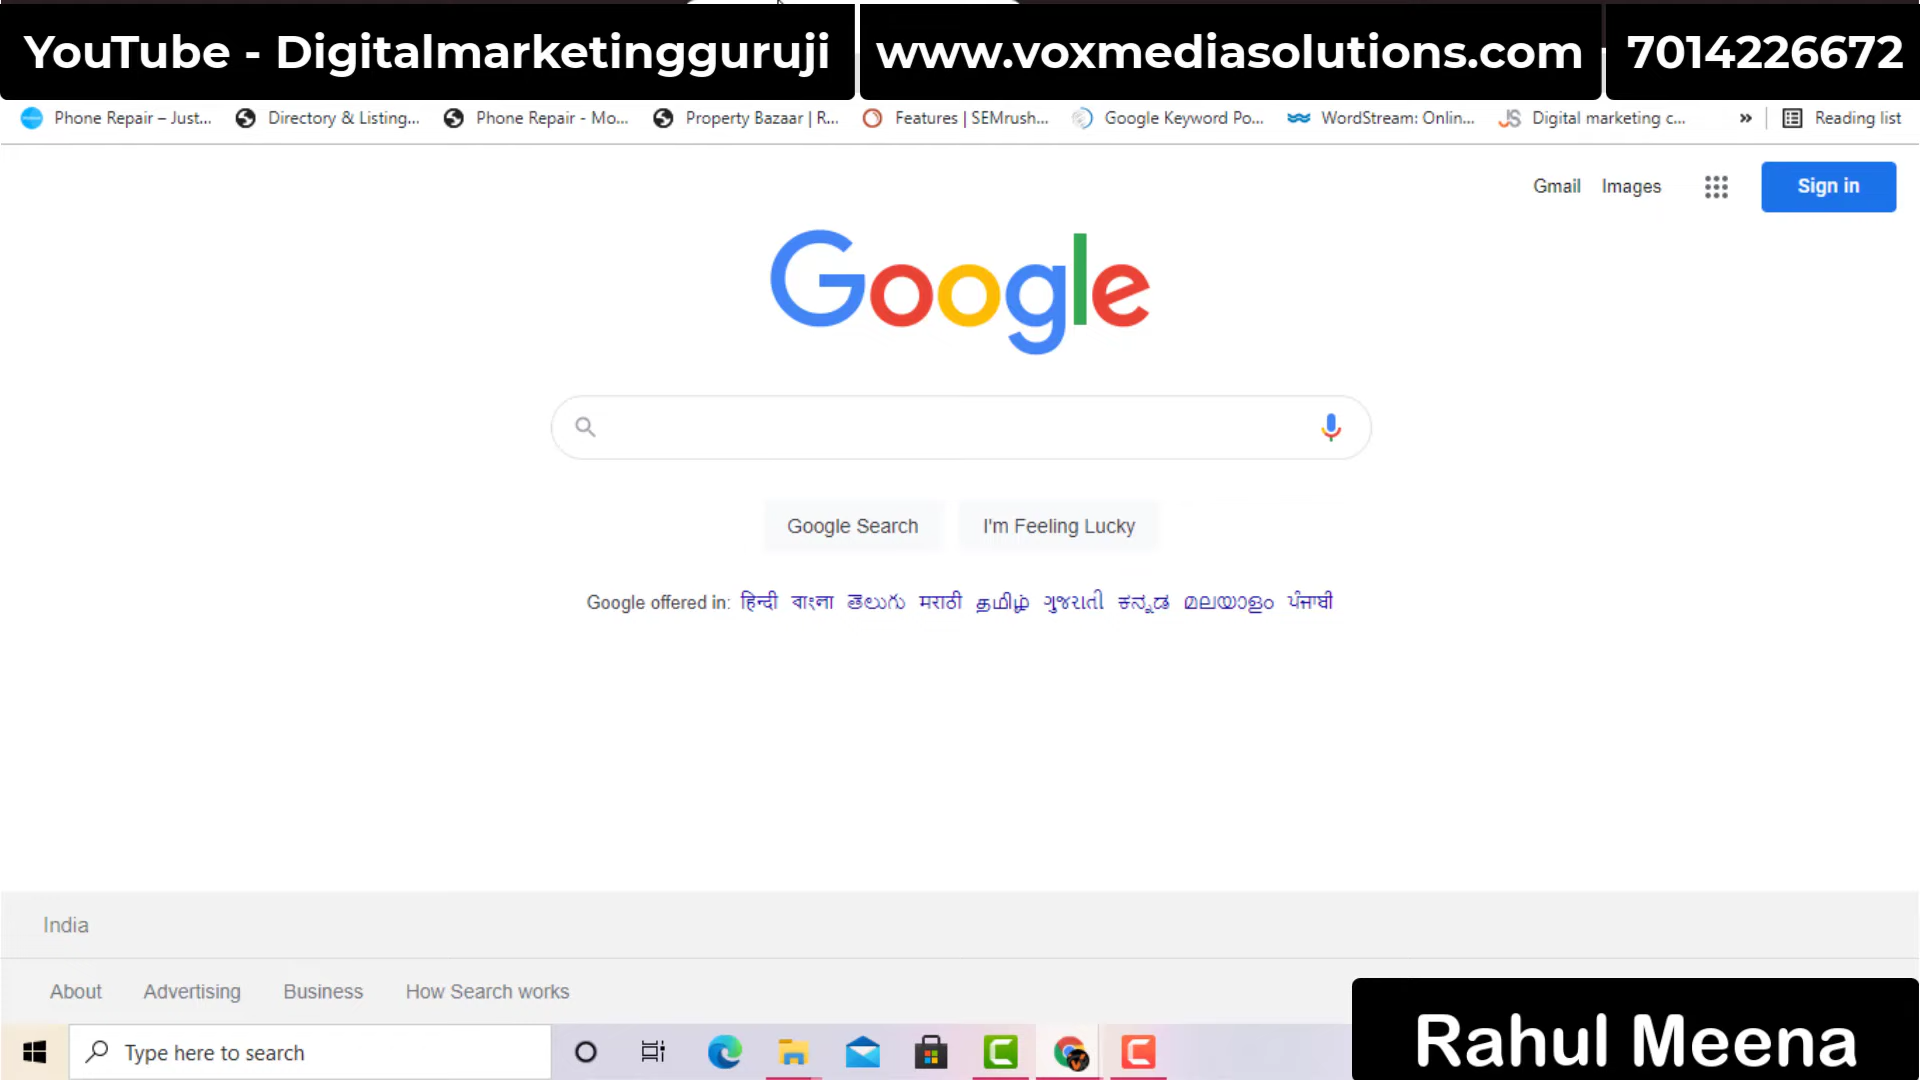 YouTube - Digitalmarketingguruji www.voxmediasolutions.com 7014226672
Phone Repair – Just... Directory & Listing... Phone Repair - Mo... Property Bazaar | R... Features | SEMrush... Google Keyword Po... WordStream: Onlin... Digital marketing c... » Reading list
Gmail Images Sign in
Google
Google Search I'm Feeling Lucky
Google offered in: हिन्दी বাংলা తెలుగు मराठी தமிழ் ગુજરાતી ಕನ್ನಡ മലയാളം ਪੰਜਾਬੀ
India
About Advertising Business How Search works
Type here to search
Rahul Meena